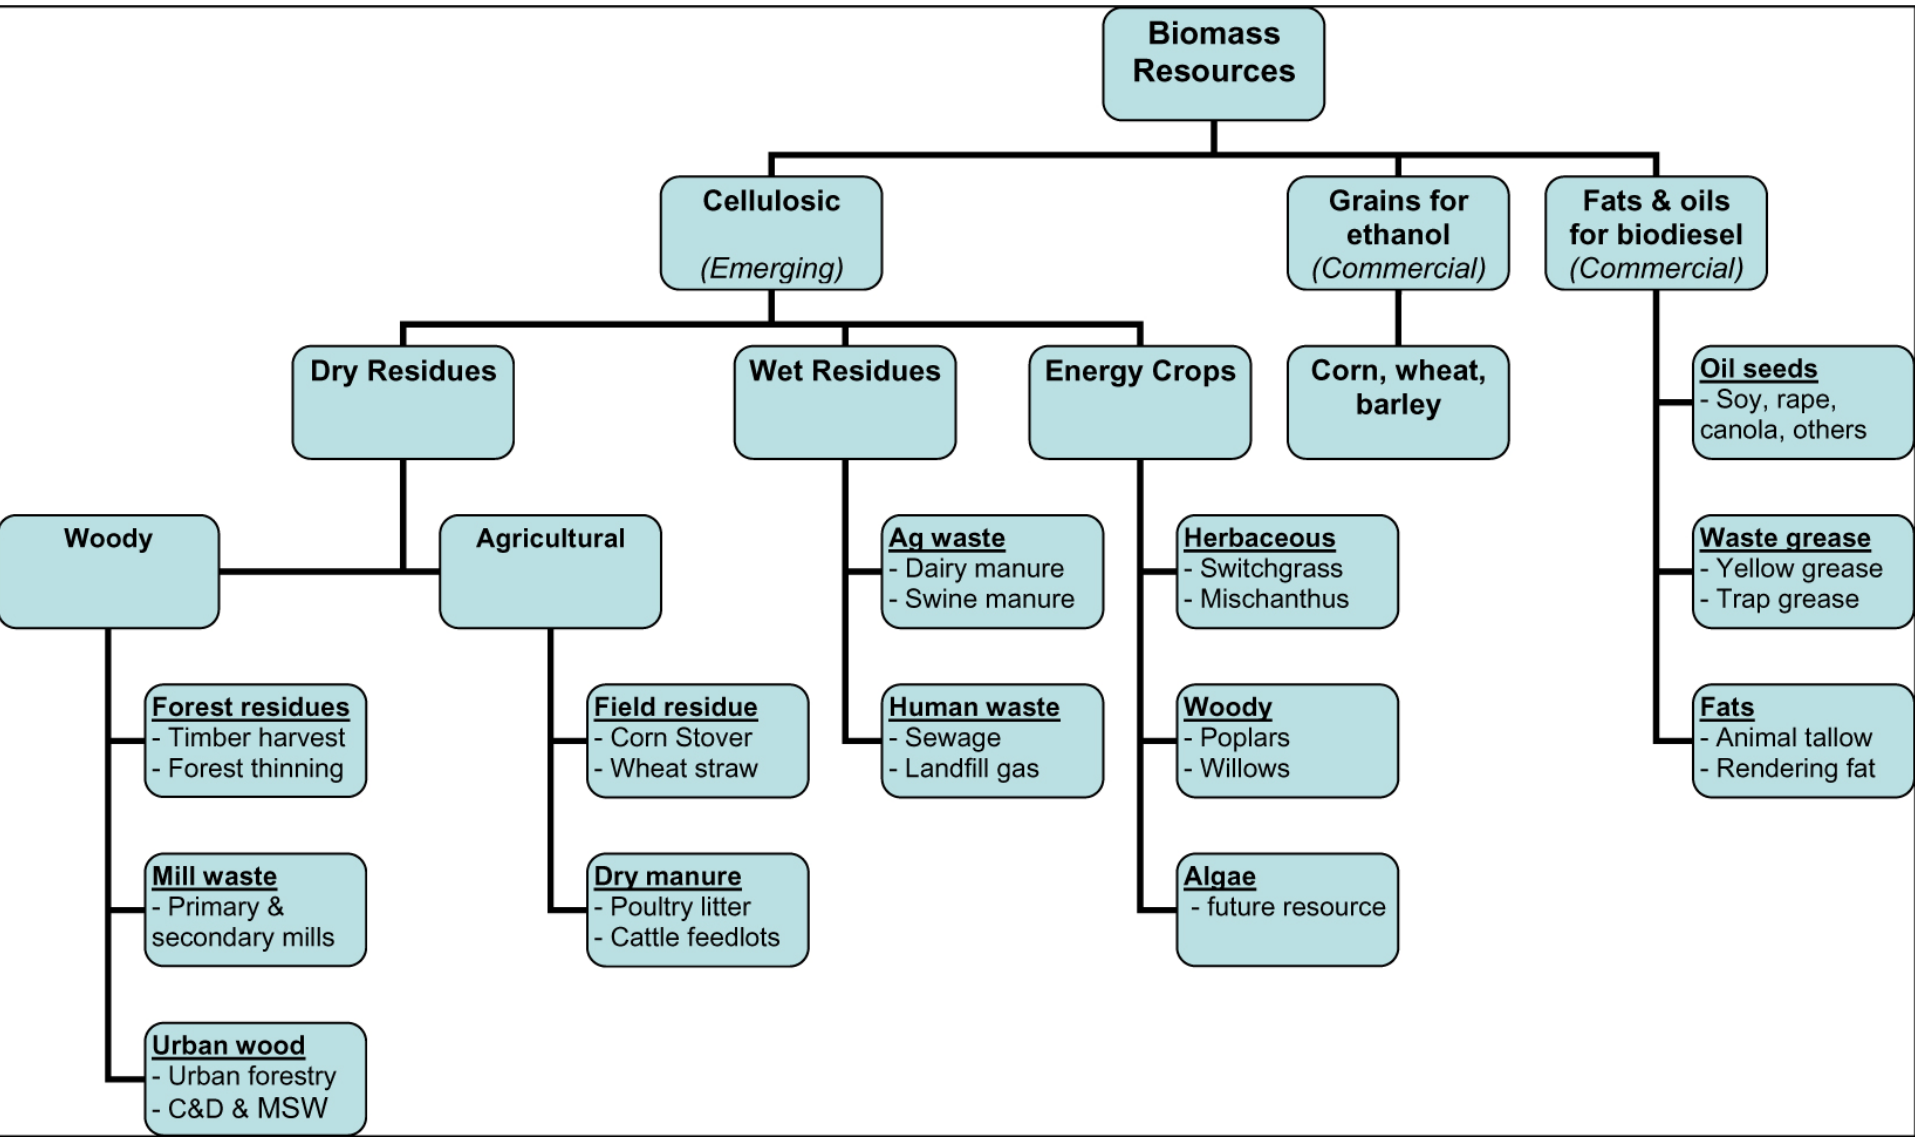 Biomass
Resources
Cellulosic
(Emerging)
Grains for
ethanol
(Commercial)
Fats & oils
for biodiesel
(Commercial)
Dry Residues
Wet Residues
Energy Crops
Corn, wheat,
barley
Oil seeds
- Soy, rape,
canola, others
Woody
Agricultural
Ag waste
- Dairy manure
- Swine manure
Herbaceous
- Switchgrass
- Mischanthus
Waste grease
- Yellow grease
- Trap grease
Forest residues
- Timber harvest
- Forest thinning
Field residue
- Corn Stover
- Wheat straw
Human waste
- Sewage
- Landfill gas
Woody
- Poplars
- Willows
Fats
- Animal tallow
- Rendering fat
Mill waste
- Primary &
secondary mills
Dry manure
- Poultry litter
- Cattle feedlots
Algae
- future resource
Urban wood
- Urban forestry
- C&D & MSW